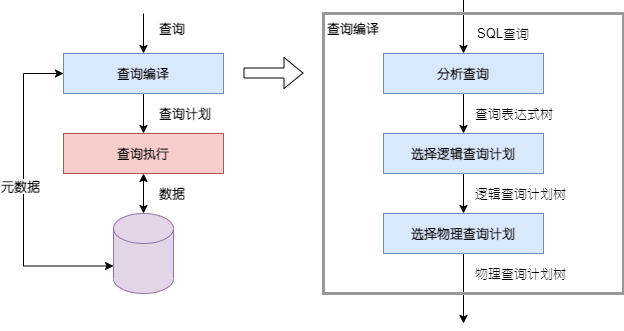 查询
查询编译
查询计划
查询执行
元数据
数据
查询编译
SQL查询
分析查询
查询表达式树
选择逻辑查询计划
逻辑查询计划树
选择物理查询计划
物理查询计划树